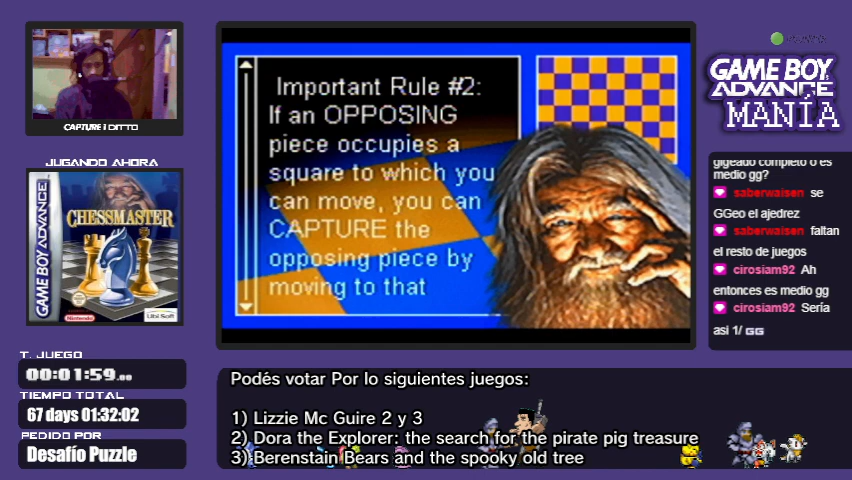 CAPTURE I DITTO
JUGANDO AHORA
GAME BOY ADVANCE
CHESSMASTER
Nintendo
Ubi Soft
T. JUEGO
00:01:59.00
TIEMPO TOTAL
67 days 01:32:02
PEDIDO POR
Desafío Puzzle
Important Rule #2:
If an OPPOSING
piece occupies a
square to which you
can move, you can
CAPTURE the
opposing piece by
moving to that
Podés votar Por lo siguientes juegos:
1) Lizzie Mc Guire 2 y 3
2) Dora the Explorer: the search for the pirate pig treasure
3) Berenstain Bears and the spooky old tree
GAME BOY
ADVANCE
MANÍA
gigeado completo o es
medio gg?
saberwaisen se
GGeo el ajedrez
saberwaisen faltan
el resto de juegos
cirosiam92 Ah
entonces es medio gg
cirosiam92 Sería
asi 1/ GG